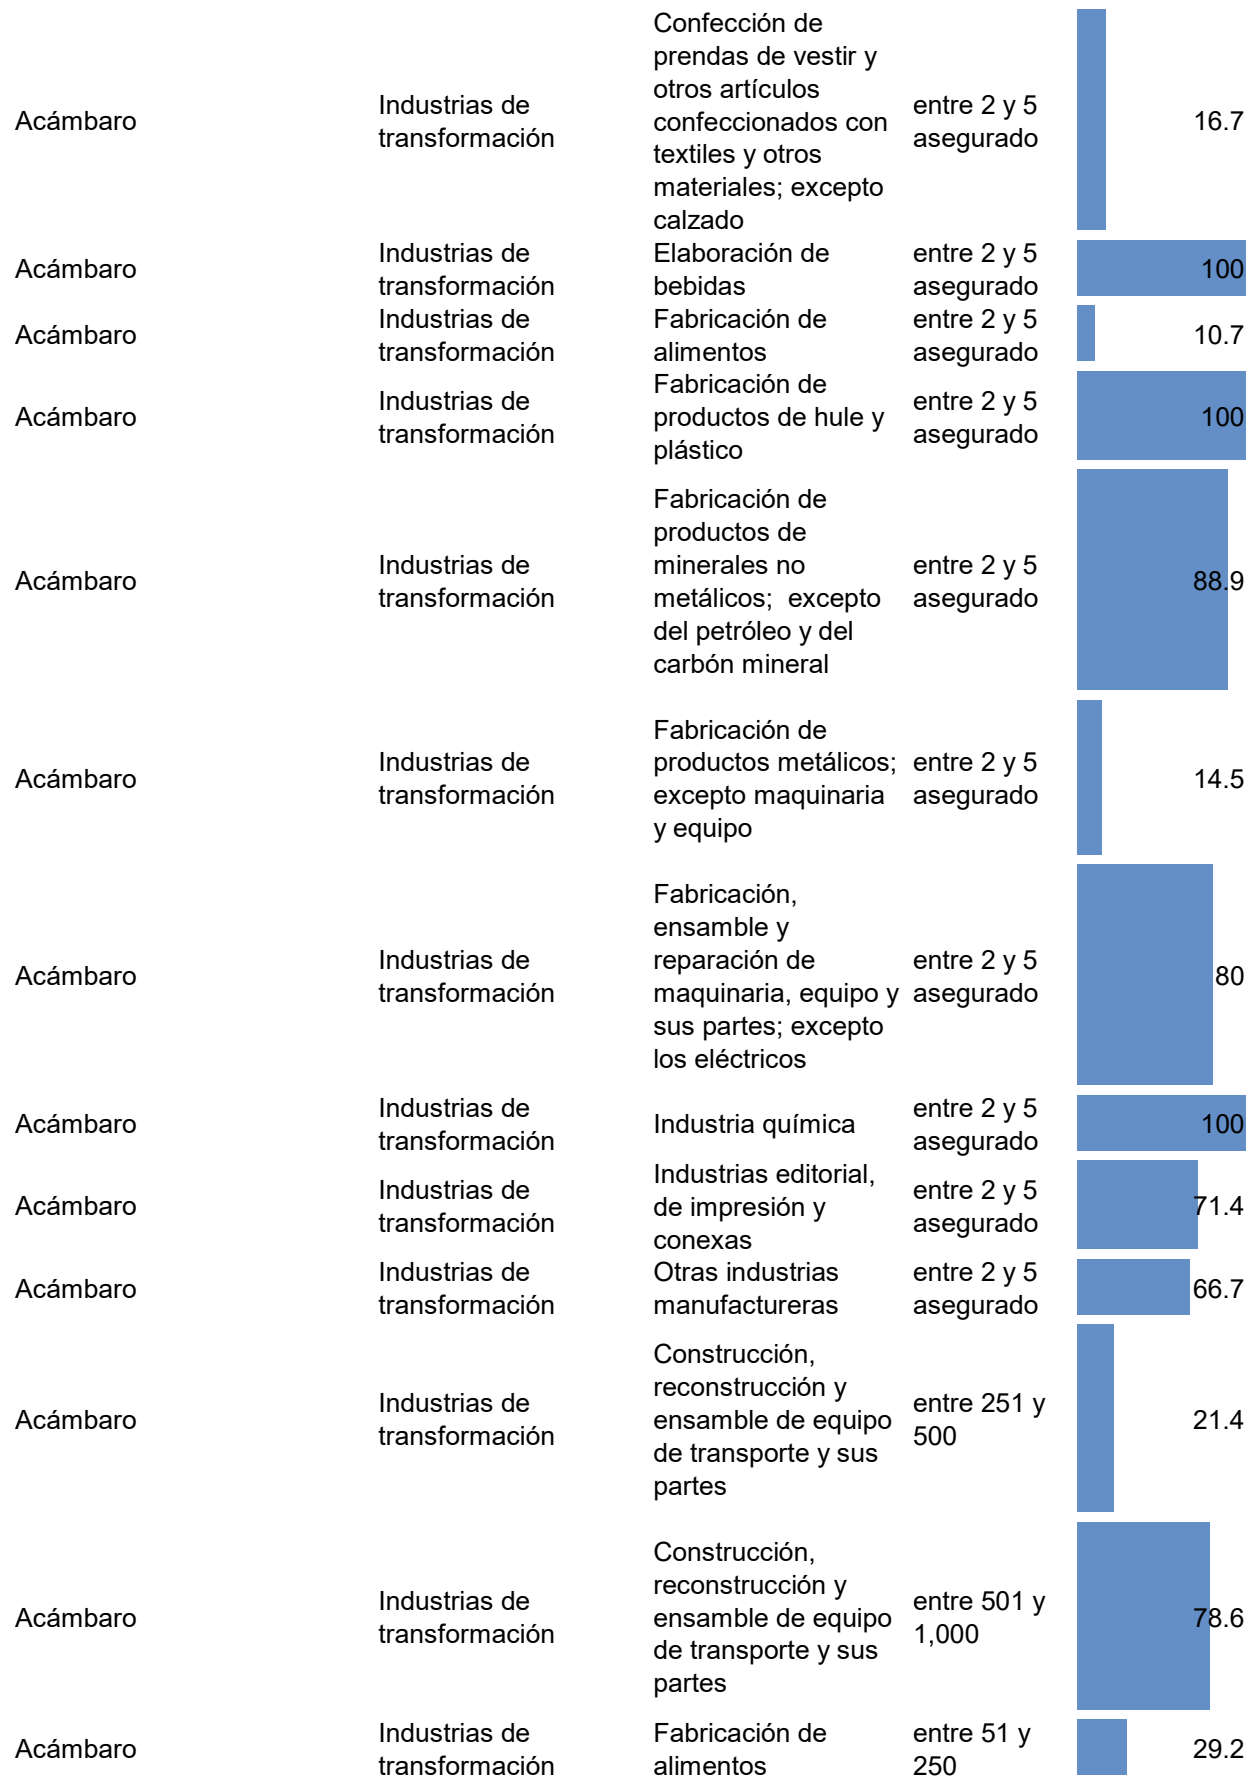 Acámbaro
Industrias de
transformación
Confección de
prendas de vestir y
otros artículos
confeccionados con
textiles y otros
materiales; excepto
calzado
entre 2 y 5
asegurado
16.7
Acámbaro
Industrias de
transformación
Elaboración de
bebidas
entre 2 y 5
asegurado
100
Acámbaro
Industrias de
transformación
Fabricación de
alimentos
entre 2 y 5
asegurado
10.7
Acámbaro
Industrias de
transformación
Fabricación de
productos de hule y
plástico
entre 2 y 5
asegurado
100
Acámbaro
Industrias de
transformación
Fabricación de
productos de
minerales no
metálicos;  excepto
del petróleo y del
carbón mineral
entre 2 y 5
asegurado
88.9
Acámbaro
Industrias de
transformación
Fabricación de
productos metálicos;
excepto maquinaria
y equipo
entre 2 y 5
asegurado
14.5
Acámbaro
Industrias de
transformación
Fabricación,
ensamble y
reparación de
maquinaria, equipo y
sus partes; excepto
los eléctricos
entre 2 y 5
asegurado
80
Acámbaro
Industrias de
transformación
Industria química
entre 2 y 5
asegurado
100
Acámbaro
Industrias de
transformación
Industrias editorial,
de impresión y
conexas
entre 2 y 5
asegurado
71.4
Acámbaro
Industrias de
transformación
Otras industrias
manufactureras
entre 2 y 5
asegurado
66.7
Acámbaro
Industrias de
transformación
Construcción,
reconstrucción y
ensamble de equipo
de transporte y sus
partes
entre 251 y
500
21.4
Acámbaro
Industrias de
transformación
Construcción,
reconstrucción y
ensamble de equipo
de transporte y sus
partes
entre 501 y
1,000
78.6
Acámbaro
Industrias de
transformación
Fabricación de
alimentos
entre 51 y
250
29.2